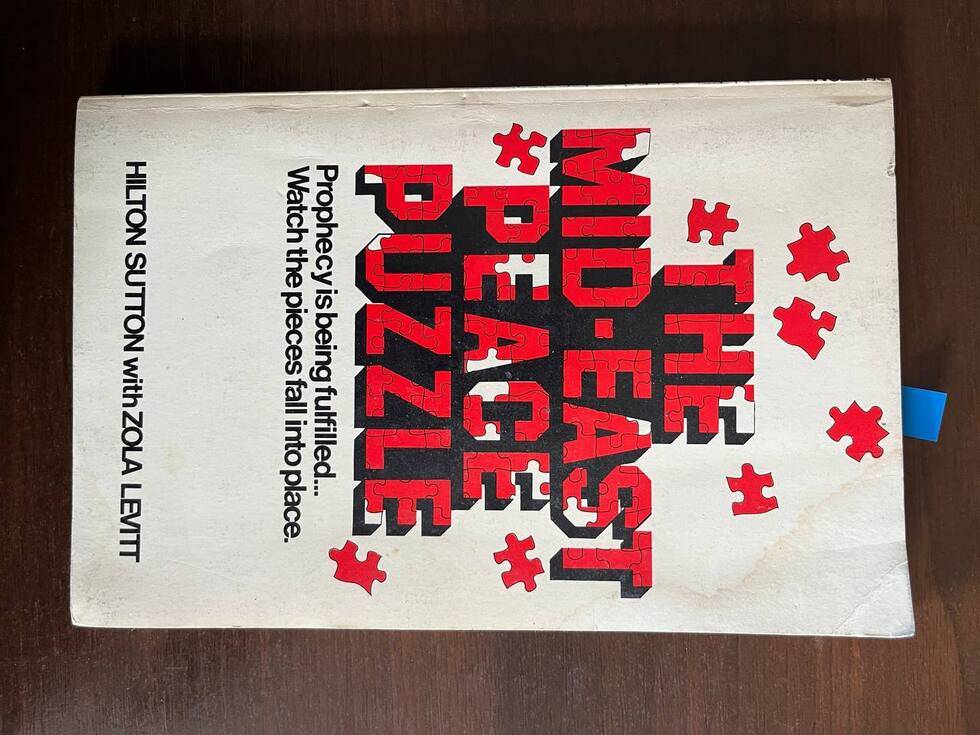 THE
MID-EAST
PEACE
PUZZLE
Prophecy is being fulfilled...
Watch the pieces fall into place.
HILTON SUTTON with ZOLA LEVITT